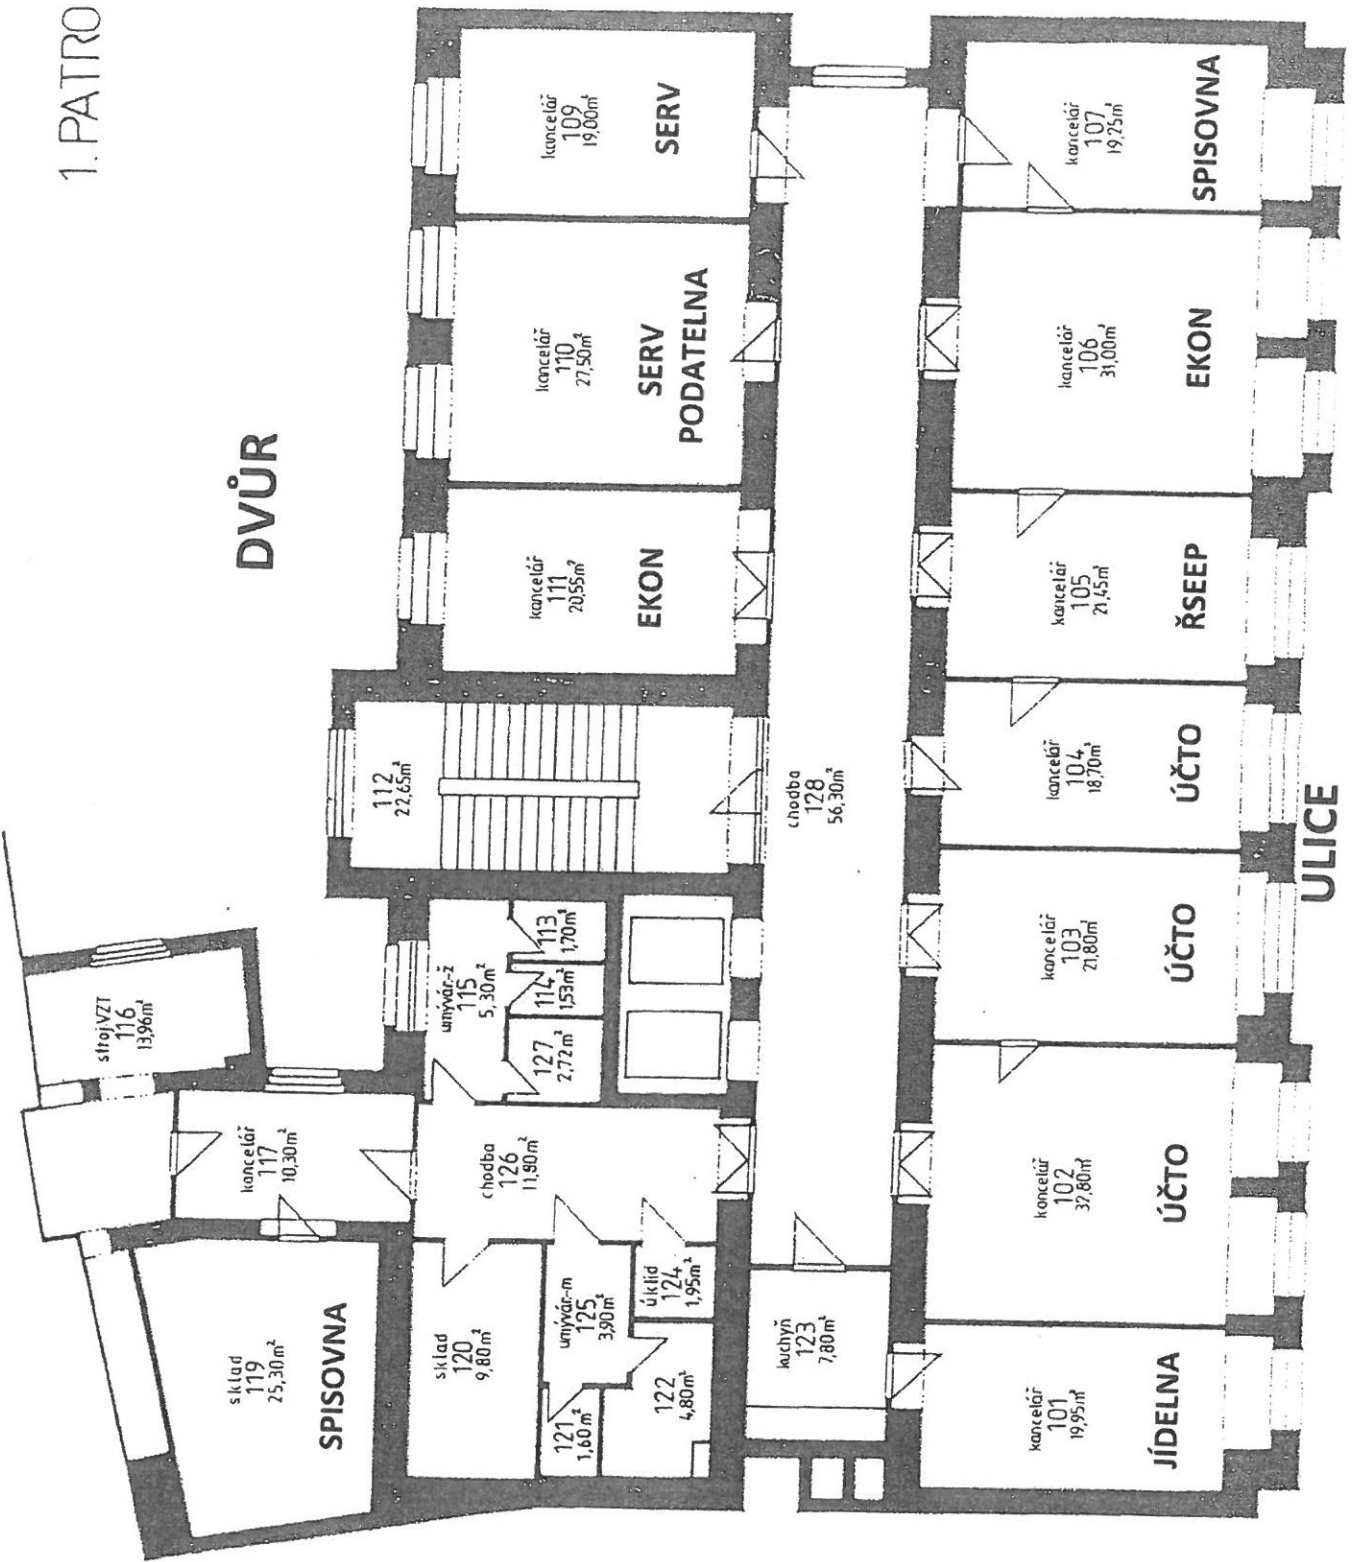 1. PATRO
DVŮR
kancelář
109
19,00m²
SERV
kancelář
110
27,50m²
SERV
PODATELNA
kancelář
111
20,55m²
EKON
112
22,65m²
113
1,70m²
114
1,53m²
umývár.-ž
115
5,30m²
127
2,72m²
stroj.VZT
116
13,96m²
kancelář
117
10,30m²
chodba
126
11,80m²
sklad
119
25,30m²
SPISOVNA
sklad
120
9,80m²
umývár.-m
125
3,90m²
úklid
124
1,95m²
121
1,60m²
122
4,80m²
kuchyň
123
7,80m²
chodba
128
56,30m²
kancelář
107
19,25m²
SPISOVNA
kancelář
106
31,00m²
EKON
kancelář
105
21,45m²
ŘSEEP
kancelář
104
18,70m²
ÚČTO
kancelář
103
21,80m²
ÚČTO
kancelář
102
32,80m²
ÚČTO
kancelář
101
19,95m²
JÍDELNA
ULICE